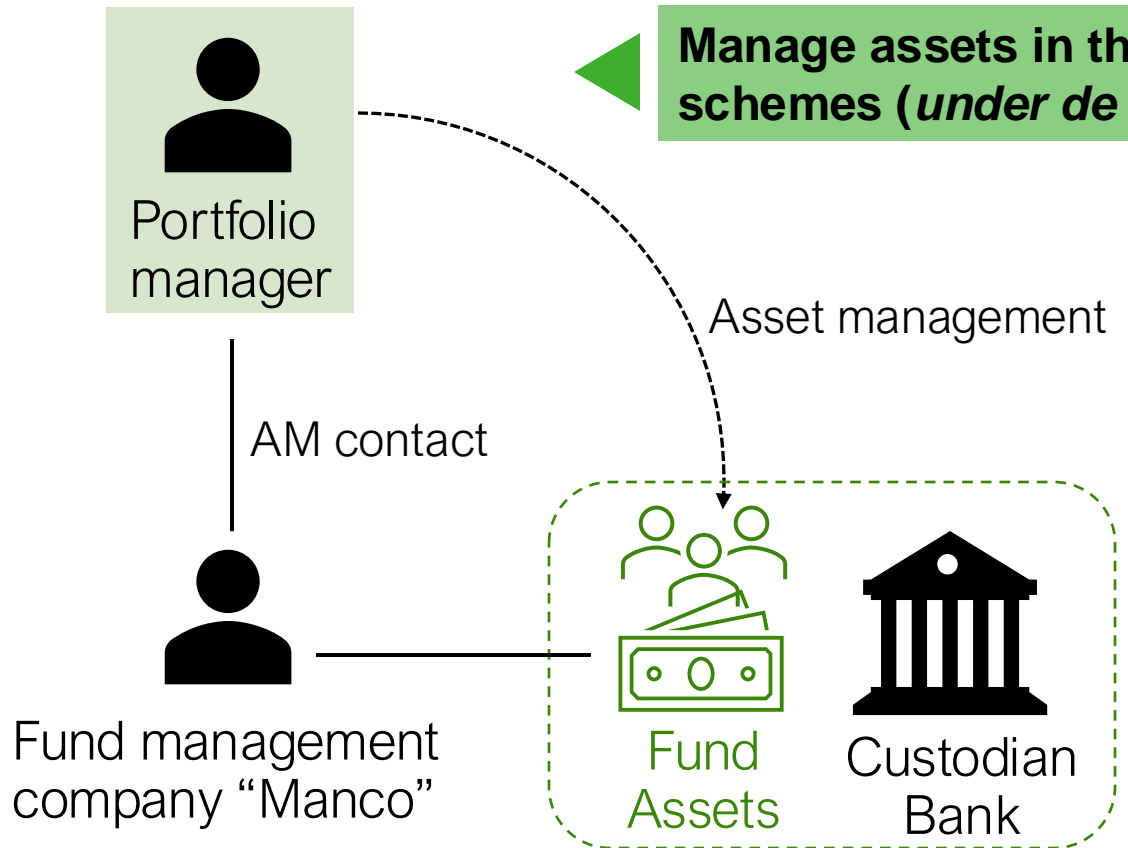 Manage assets in th
schemes (under de
Portfolio
manager
Asset management
AM contact
Fund management
company “Manco”
Fund
Assets
Custodian
Bank